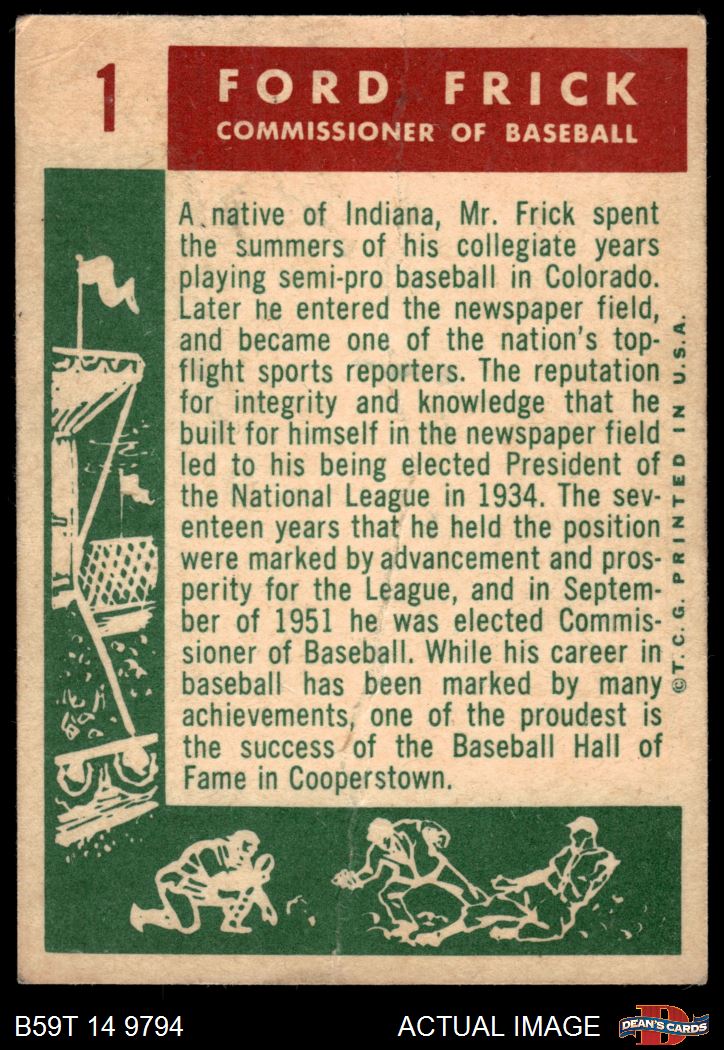 1
FORD FRICK
COMMISSIONER OF BASEBALL
A native of Indiana, Mr. Frick spent
the summers of his collegiate years
playing semi-pro baseball in Colorado.
Later he entered the newspaper field,
and became one of the nation's top-
flight sports reporters. The reputation
for integrity and knowledge that he
built for himself in the newspaper field
led to his being elected President of
the National League in 1934. The sev-
enteen years that he held the position
were marked by advancement and pros-
perity for the League, and in Septem-
ber of 1951 he was elected Commis-
sioner of Baseball. While his career in
baseball has been marked by many
achievements, one of the proudest is
the success of the Baseball Hall of
Fame in Cooperstown.
©T. C. G. PRINTED IN U.S.A.
B59T 14 9794
ACTUAL IMAGE
D
DEAN'S CARDS